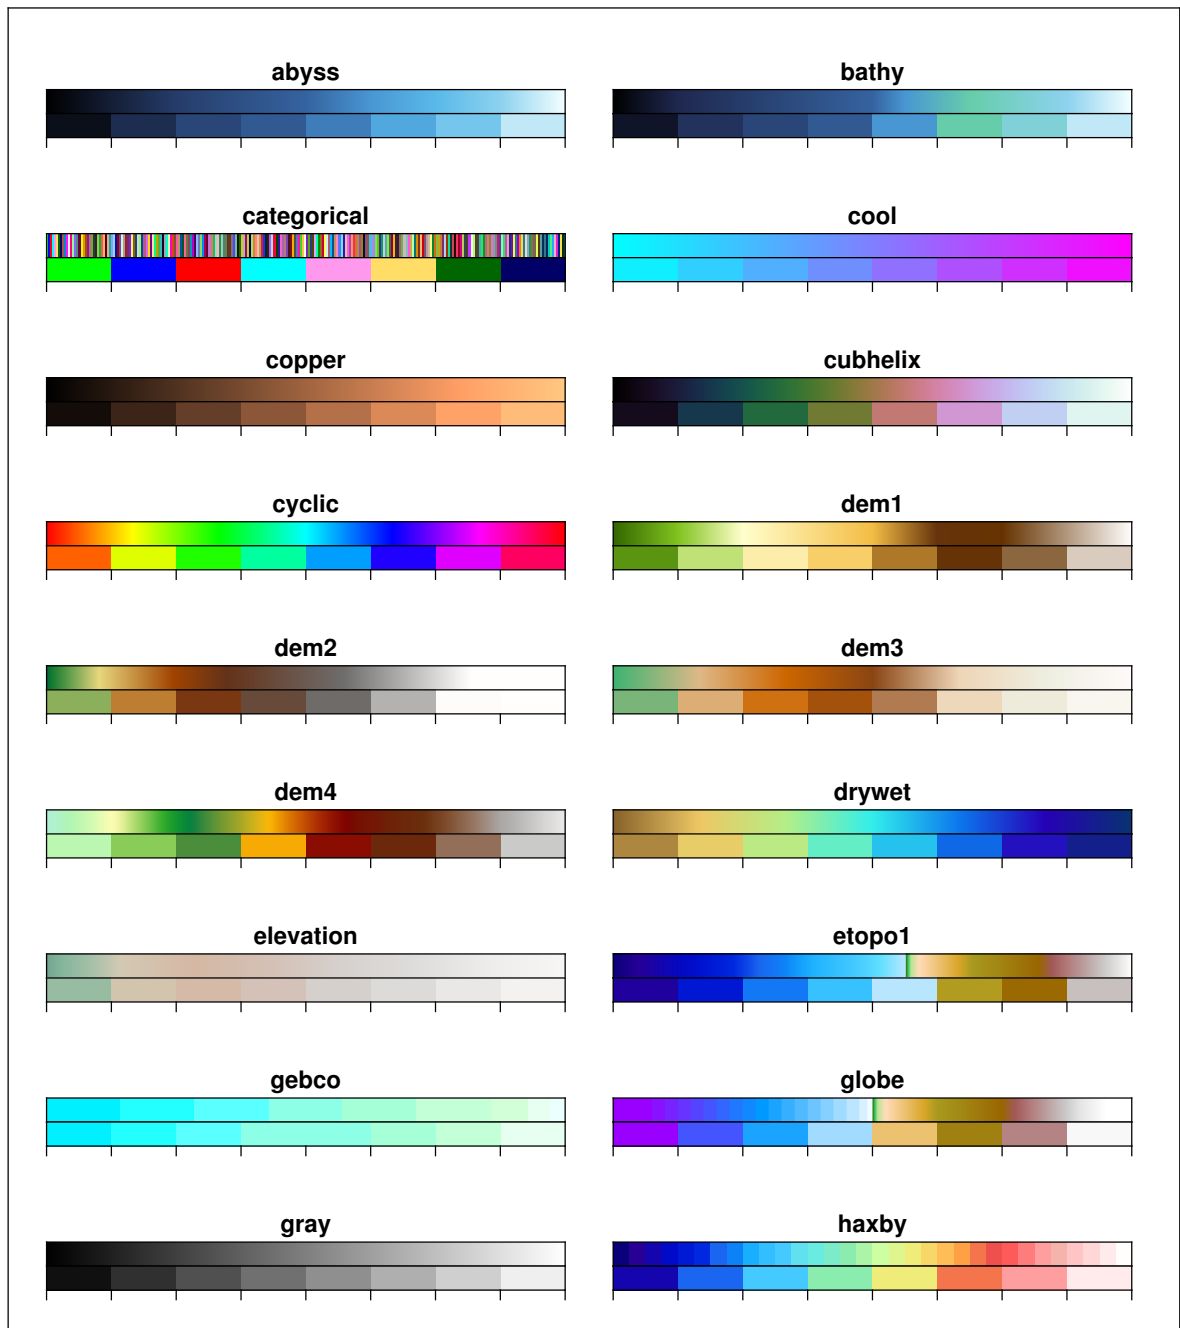 abyss
bathy
categorical
cool
copper
cubhelix
cyclic
dem1
dem2
dem3
dem4
drywet
elevation
etopo1
gebco
globe
gray
haxby